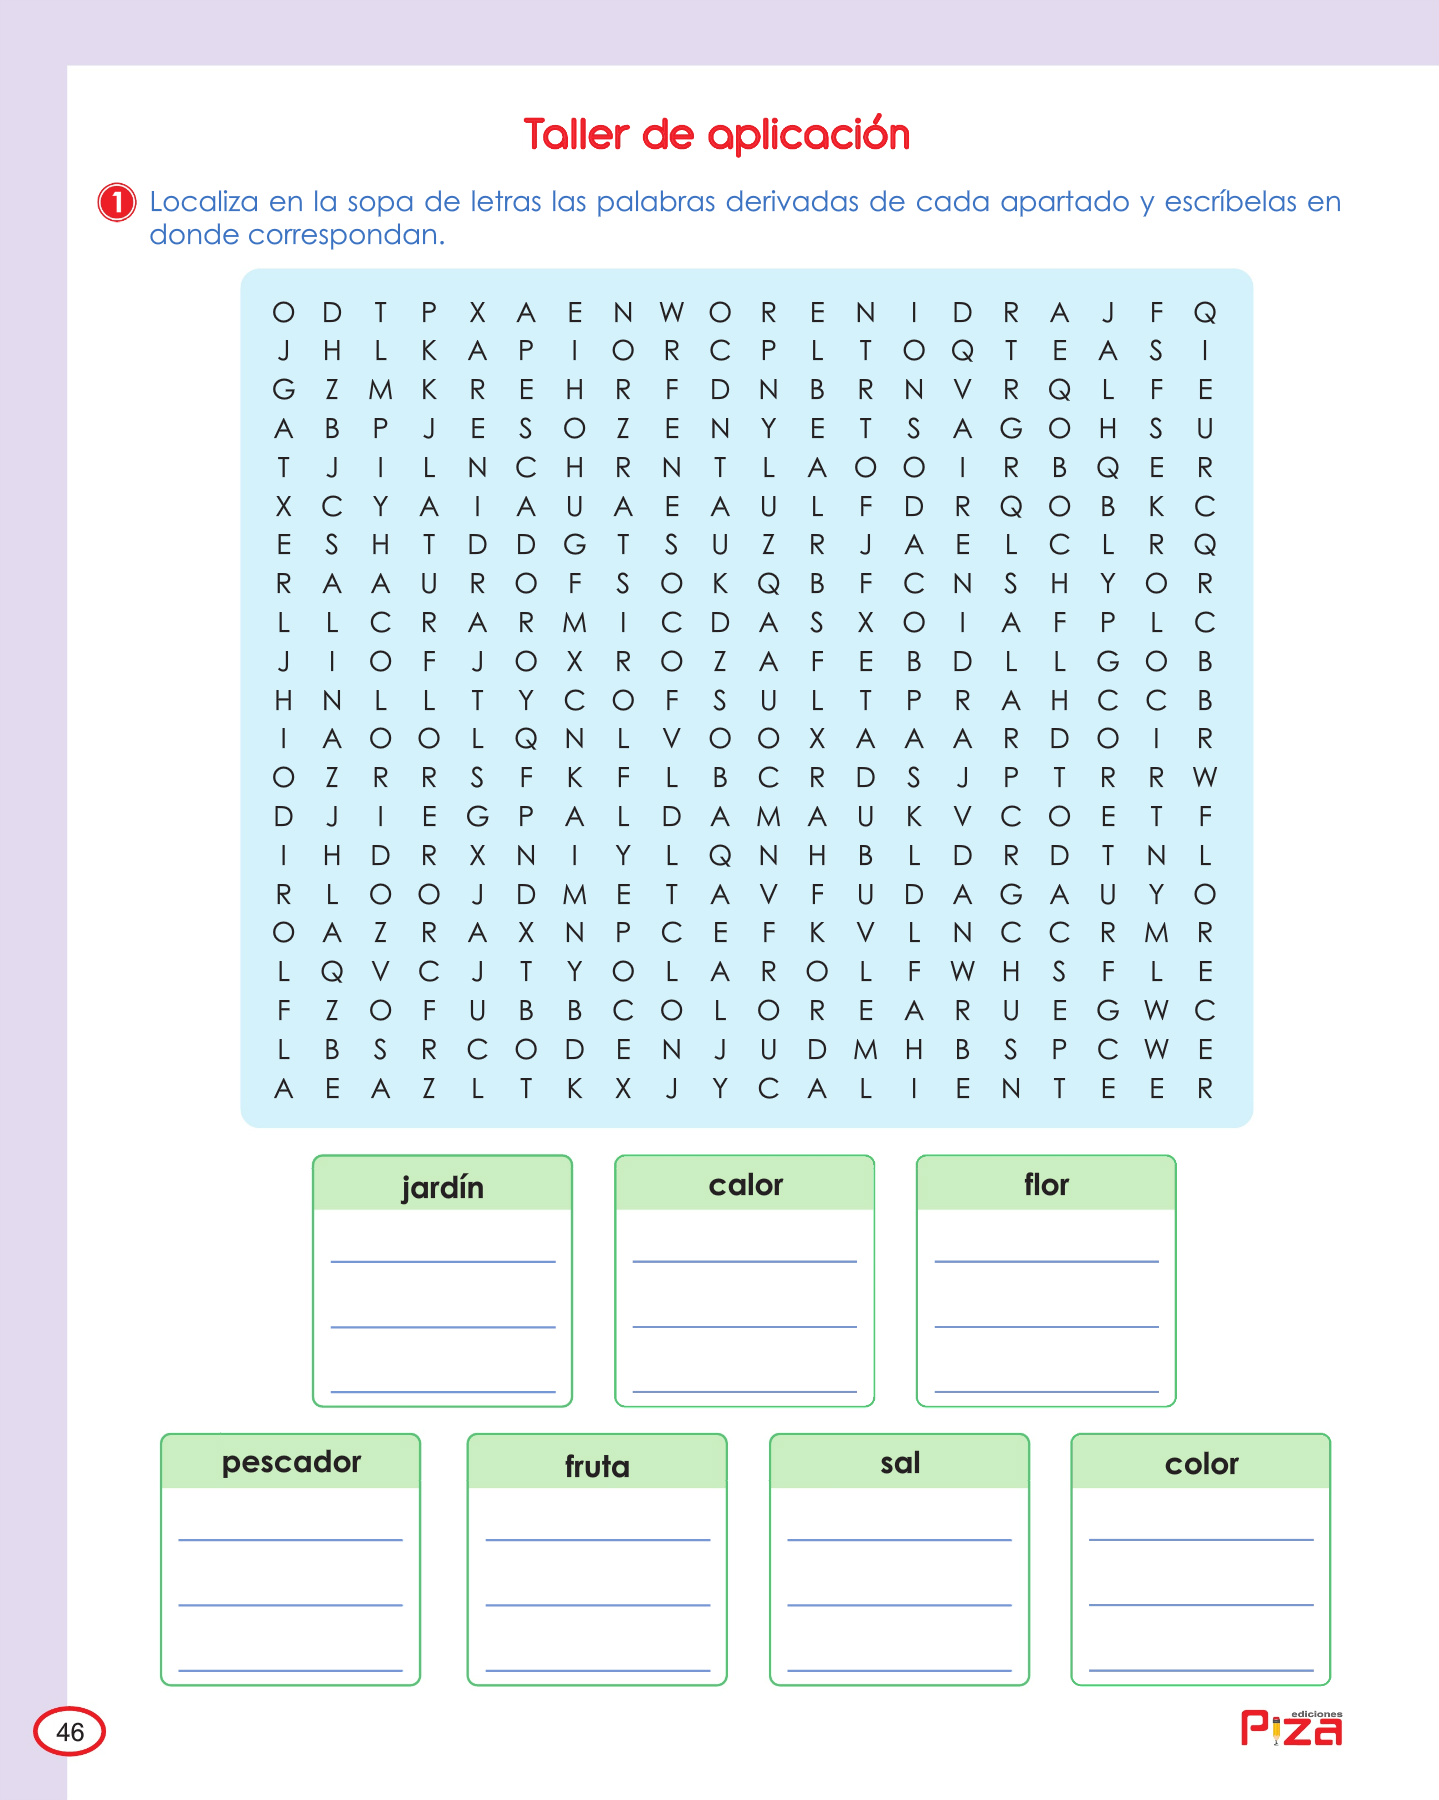 Taller de aplicación
1 Localiza en la sopa de letras las palabras derivadas de cada apartado y escríbelas en
donde correspondan.
O D T P X A E N W O R E N I D R A J F Q
J H L K A P I O R C P L T O Q T E A S I
G Z M K R E H R F D N B R N V R Q L F E
A B P J E S O Z E N Y E T S A G O H S U
T J I L N C H R N T L A O O I R B Q E R
X C Y A I A U A E A U L F D R Q O B K C
E S H T D D G T S U Z R J A E L C L R Q
R A A U R O F S O K Q B F C N S H Y O R
L L C R A R M I C D A S X O I A F P L C
J I O F J O X R O Z A F E B D L L G O B
H N L L T Y C O F S U L T P R A H C C B
I A O O L Q N L V O O X A A A R D O I R
O Z R R S F K F L B C R D S J P T R R W
D J I E G P A L D A M A U K V C O E T F
I H D R X N I Y L Q N H B L D R D T N L
R L O O J D M E T A V F U D A G A U Y O
O A Z R A X N P C E F K V L N C C R M R
L Q V C J T Y O L A R O L F W H S F L E
F Z O F U B B C O L O R E A R U E G W C
L B S R C O D E N J U D M H B S P C W E
A E A Z L T K X J Y C A L I E N T E E R
jardín calor flor
pescador fruta sal color
46
ediciones
Piza